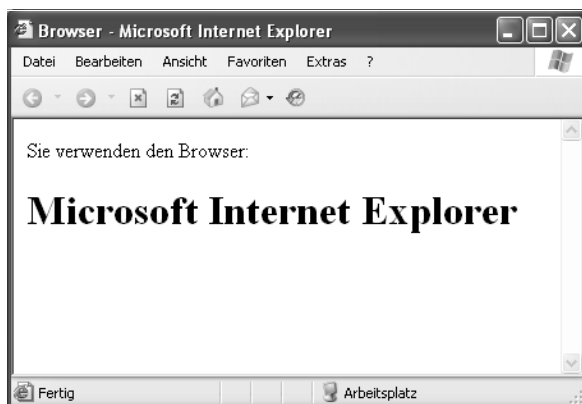 Browser - Microsoft Internet Explorer
Datei Bearbeiten Ansicht Favoriten Extras ?
Sie verwenden den Browser:
Microsoft Internet Explorer
Fertig Arbeitsplatz